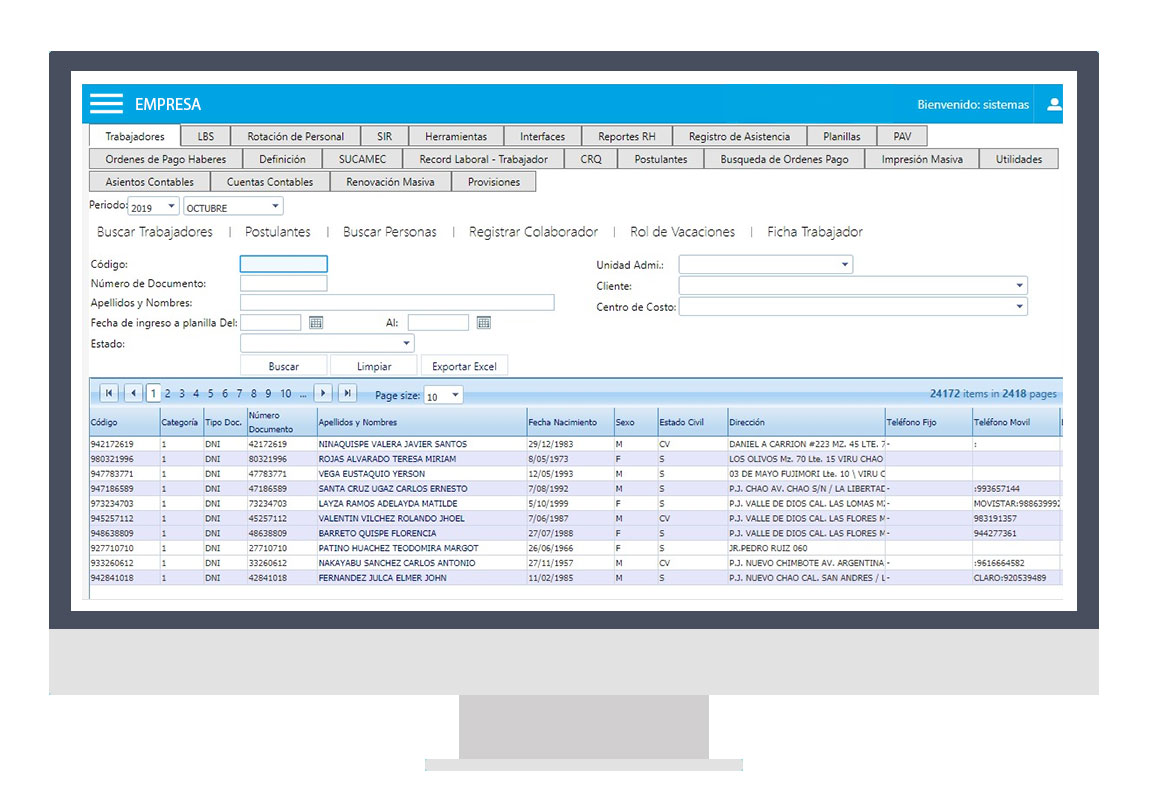 EMPRESA Bienvenido: sistemas
Trabajadores LBS Rotación de Personal SIR Herramientas Interfaces Reportes RH Registro de Asistencia Planillas PAV
Ordenes de Pago Haberes Definición SUCAMEC Record Laboral - Trabajador CRQ Postulantes Busqueda de Ordenes Pago Impresión Masiva Utilidades
Asientos Contables Cuentas Contables Renovación Masiva Provisiones
Periodo: 2019 OCTUBRE
Buscar Trabajadores | Postulantes | Buscar Personas | Registrar Colaborador | Rol de Vacaciones | Ficha Trabajador
Código: Unidad Admi.:
Número de Documento: Cliente:
Apellidos y Nombres: Centro de Costo:
Fecha de ingreso a planilla Del: Al:
Estado:
Buscar Limpiar Exportar Excel
1 2 3 4 5 6 7 8 9 10 ... Page size: 10 24172 items in 2418 pages
Código Categoría Tipo Doc. Número Documento Apellidos y Nombres Fecha Nacimiento Sexo Estado Civil Dirección Teléfono Fijo Teléfono Movil
942172619 1 DNI 42172619 NINAQUISPE VALERA JAVIER SANTOS 29/12/1983 M CV DANIEL A CARRION #223 MZ. 45 LTE. 7 - :
980321996 1 DNI 80321996 ROJAS ALVARADO TERESA MIRIAM 8/05/1973 F S LOS OLIVOS Mz. 70 Lte. 15 VIRU CHAO
947783771 1 DNI 47783771 VEGA EUSTAQUIO YERSON 12/05/1993 M S 03 DE MAYO FUJIMORI Lte. 10 \ VIRU C
947186589 1 DNI 47186589 SANTA CRUZ UGAZ CARLOS ERNESTO 7/08/1992 M S P.J. CHAO AV. CHAO S/N / LA LIBERTAD - :993657144
973234703 1 DNI 73234703 LAYZA RAMOS ADELAYDA MATILDE 5/10/1999 F S P.J. VALLE DE DIOS CAL. LAS LOMAS MZ - MOVISTAR:988639992
945257112 1 DNI 45257112 VALENTIN VILCHEZ ROLANDO JHOEL 7/06/1987 M CV P.J. VALLE DE DIOS CAL. LAS FLORES M - 983191357
948638809 1 DNI 48638809 BARRETO QUISPE FLORENCIA 27/07/1988 F S P.J. VALLE DE DIOS CAL. LAS FLORES M - 944277361
927710710 1 DNI 27710710 PATINO HUACHEZ TEODOMIRA MARGOT 26/06/1966 F S JR.PEDRO RUIZ 060
933260612 1 DNI 33260612 NAKAYABU SANCHEZ CARLOS ANTONIO 27/11/1957 M CV P.J. NUEVO CHIMBOTE AV. ARGENTINA - :9616664582
942841018 1 DNI 42841018 FERNANDEZ JULCA ELMER JOHN 11/02/1985 M S P.J. NUEVO CHAO CAL. SAN ANDRES / L - CLARO:920539489